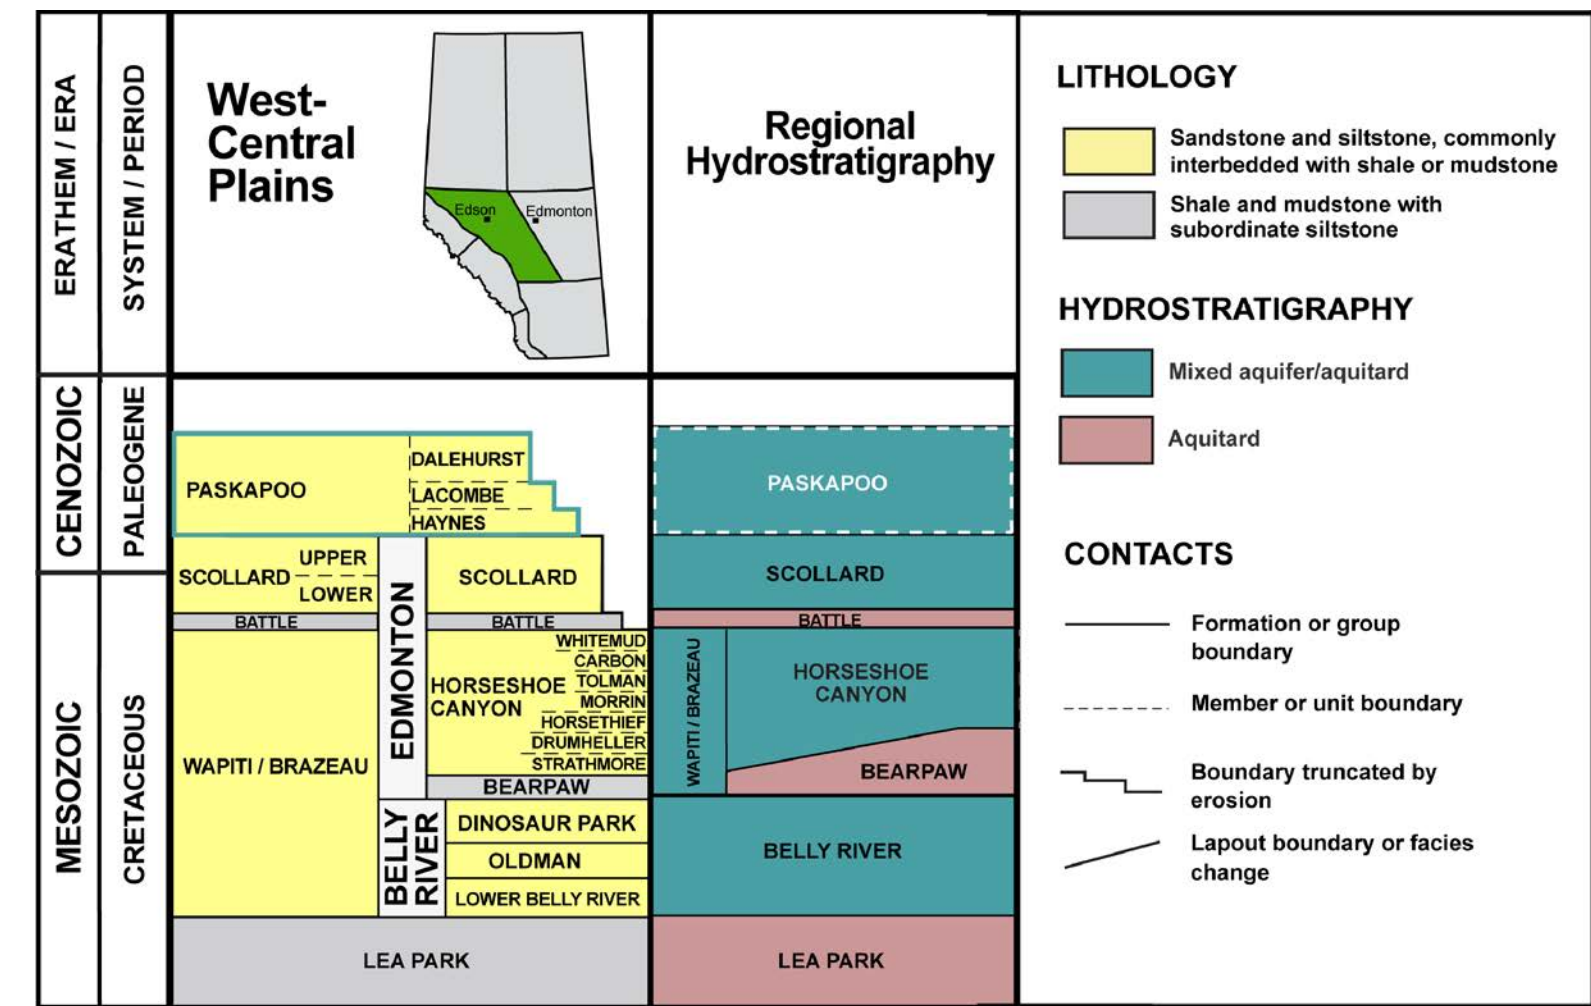 ERATHEM / ERA
SYSTEM / PERIOD
West-
Central
Plains
Edson
Edmonton
Regional
Hydrostratigraphy
CENOZOIC
PALEOGENE
MESOZOIC
CRETACEOUS
PASKAPOO
DALEHURST
LACOMBE
HAYNES
SCOLLARD
UPPER
LOWER
EDMONTON
SCOLLARD
BATTLE
BATTLE
WAPITI / BRAZEAU
HORSESHOE
CANYON
WHITEMUD
CARBON
TOLMAN
MORRIN
HORSETHIEF
DRUMHELLER
STRATHMORE
BEARPAW
BELLY
RIVER
DINOSAUR PARK
OLDMAN
LOWER BELLY RIVER
LEA PARK
PASKAPOO
SCOLLARD
BATTLE
WAPITI / BRAZEAU
HORSESHOE
CANYON
BEARPAW
BELLY RIVER
LEA PARK
LITHOLOGY
Sandstone and siltstone, commonly
interbedded with shale or mudstone
Shale and mudstone with
subordinate siltstone
HYDROSTRATIGRAPHY
Mixed aquifer/aquitard
Aquitard
CONTACTS
Formation or group
boundary
Member or unit boundary
Boundary truncated by
erosion
Lapout boundary or facies
change